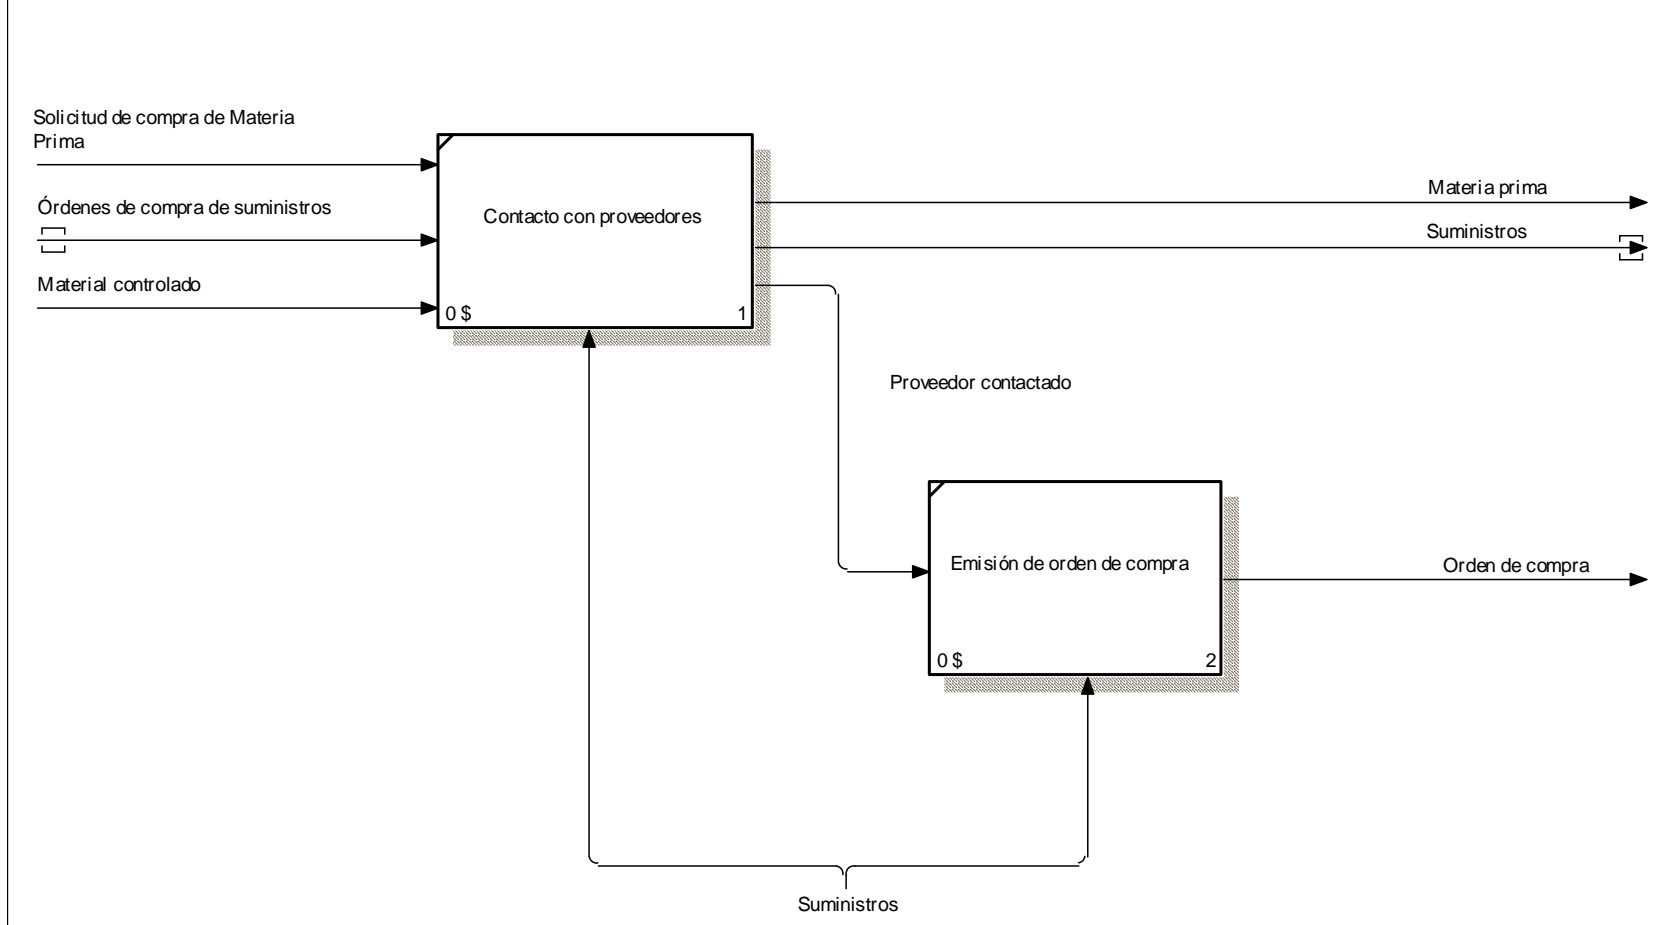 Solicitud de compra de Materia
Prima
Órdenes de compra de suministros
Material controlado
Contacto con proveedores
0 $
1
Materia prima
Suministros
Proveedor contactado
Emisión de orden de compra
0 $
2
Orden de compra
Suministros